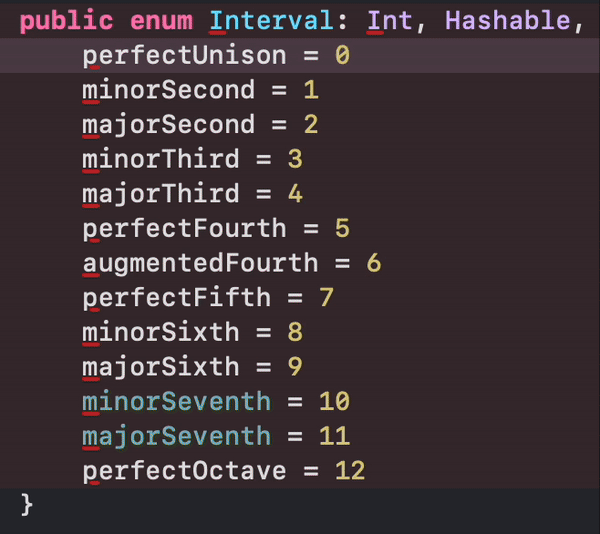 public enum Interval: Int, Hashable,
perfectUnison = 0
minorSecond = 1
majorSecond = 2
minorThird = 3
majorThird = 4
perfectFourth = 5
augmentedFourth = 6
perfectFifth = 7
minorSixth = 8
majorSixth = 9
minorSeventh = 10
majorSeventh = 11
perfectOctave = 12
}